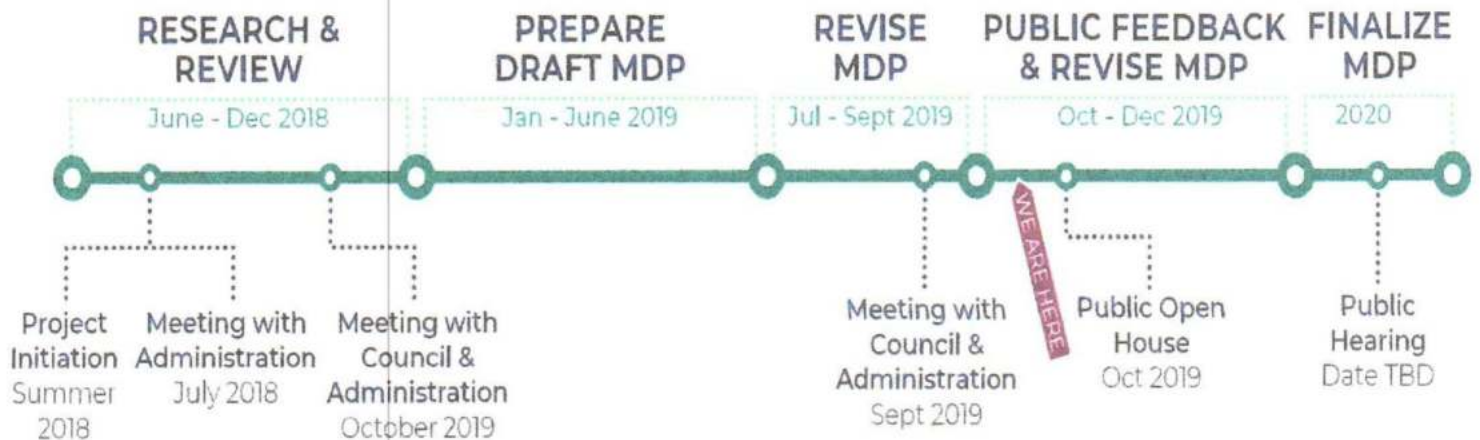 RESEARCH &
REVIEW
June - Dec 2018
PREPARE
DRAFT MDP
Jan - June 2019
REVISE
MDP
Jul - Sept 2019
PUBLIC FEEDBACK
& REVISE MDP
Oct - Dec 2019
FINALIZE
MDP
2020
Project
Initiation
Summer
2018
Meeting with
Administration
July 2018
Meeting with
Council &
Administration
October 2019
Meeting with
Council &
Administration
Sept 2019
WE ARE HERE
Public Open
House
Oct 2019
Public
Hearing
Date TBD